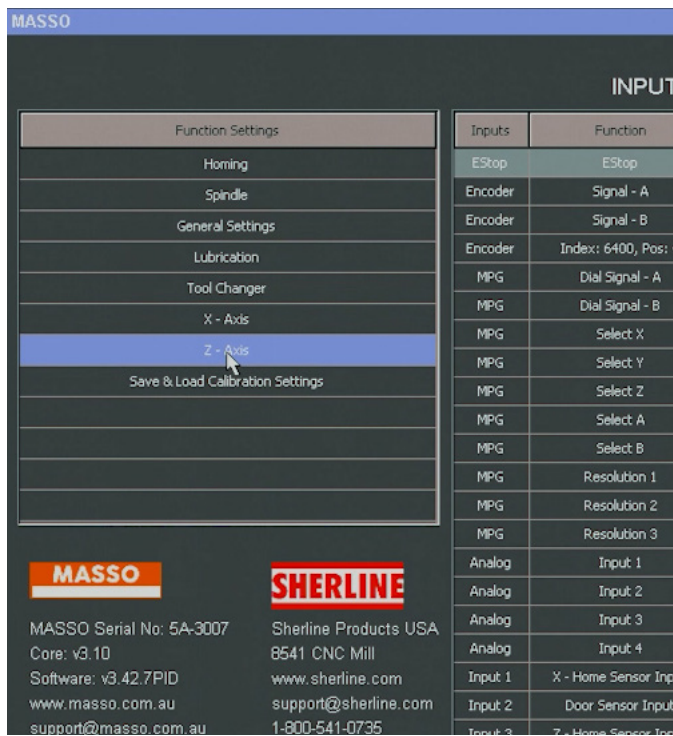 MASSO
INPUT
Function Settings
Homing
Spindle
General Settings
Lubrication
Tool Changer
X - Axis
Z - Axis
Save & Load Calibration Settings
Inputs Function
EStop EStop
Encoder Signal - A
Encoder Signal - B
Encoder Index: 6400, Pos:
MPG Dial Signal - A
MPG Dial Signal - B
MPG Select X
MPG Select Y
MPG Select Z
MPG Select A
MPG Select B
MPG Resolution 1
MPG Resolution 2
MPG Resolution 3
Analog Input 1
Analog Input 2
Analog Input 3
Analog Input 4
Input 1 X - Home Sensor Inp
Input 2 Door Sensor Input
Input 3 Z - Home Sensor Inp
MASSO
MASSO Serial No: 5A-3007
Core: v3.10
Software: v3.42.7PID
www.masso.com.au
support@masso.com.au
SHERLINE
Sherline Products USA
8541 CNC Mill
www.sherline.com
support@sherline.com
1-800-541-0735